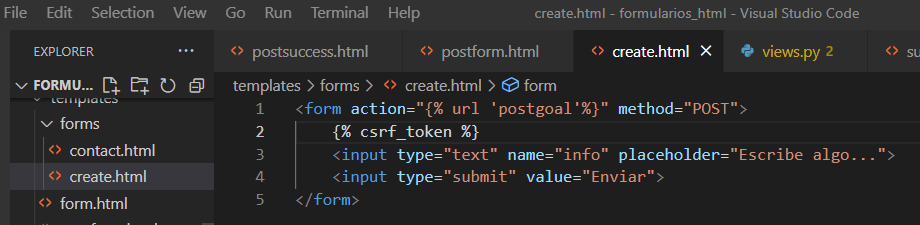 File Edit Selection View Go Run Terminal Help create.html - formularios_html - Visual Studio Code
EXPLORER ··· postsuccess.html postform.html create.html views.py 2
FORMU...
templates > forms > create.html > form
templates
forms
contact.html
create.html
form.html
1 <form action="{% url 'postgoal'%}" method="POST">
2 {% csrf_token %}
3 <input type="text" name="info" placeholder="Escribe algo...">
4 <input type="submit" value="Enviar">
5 </form>